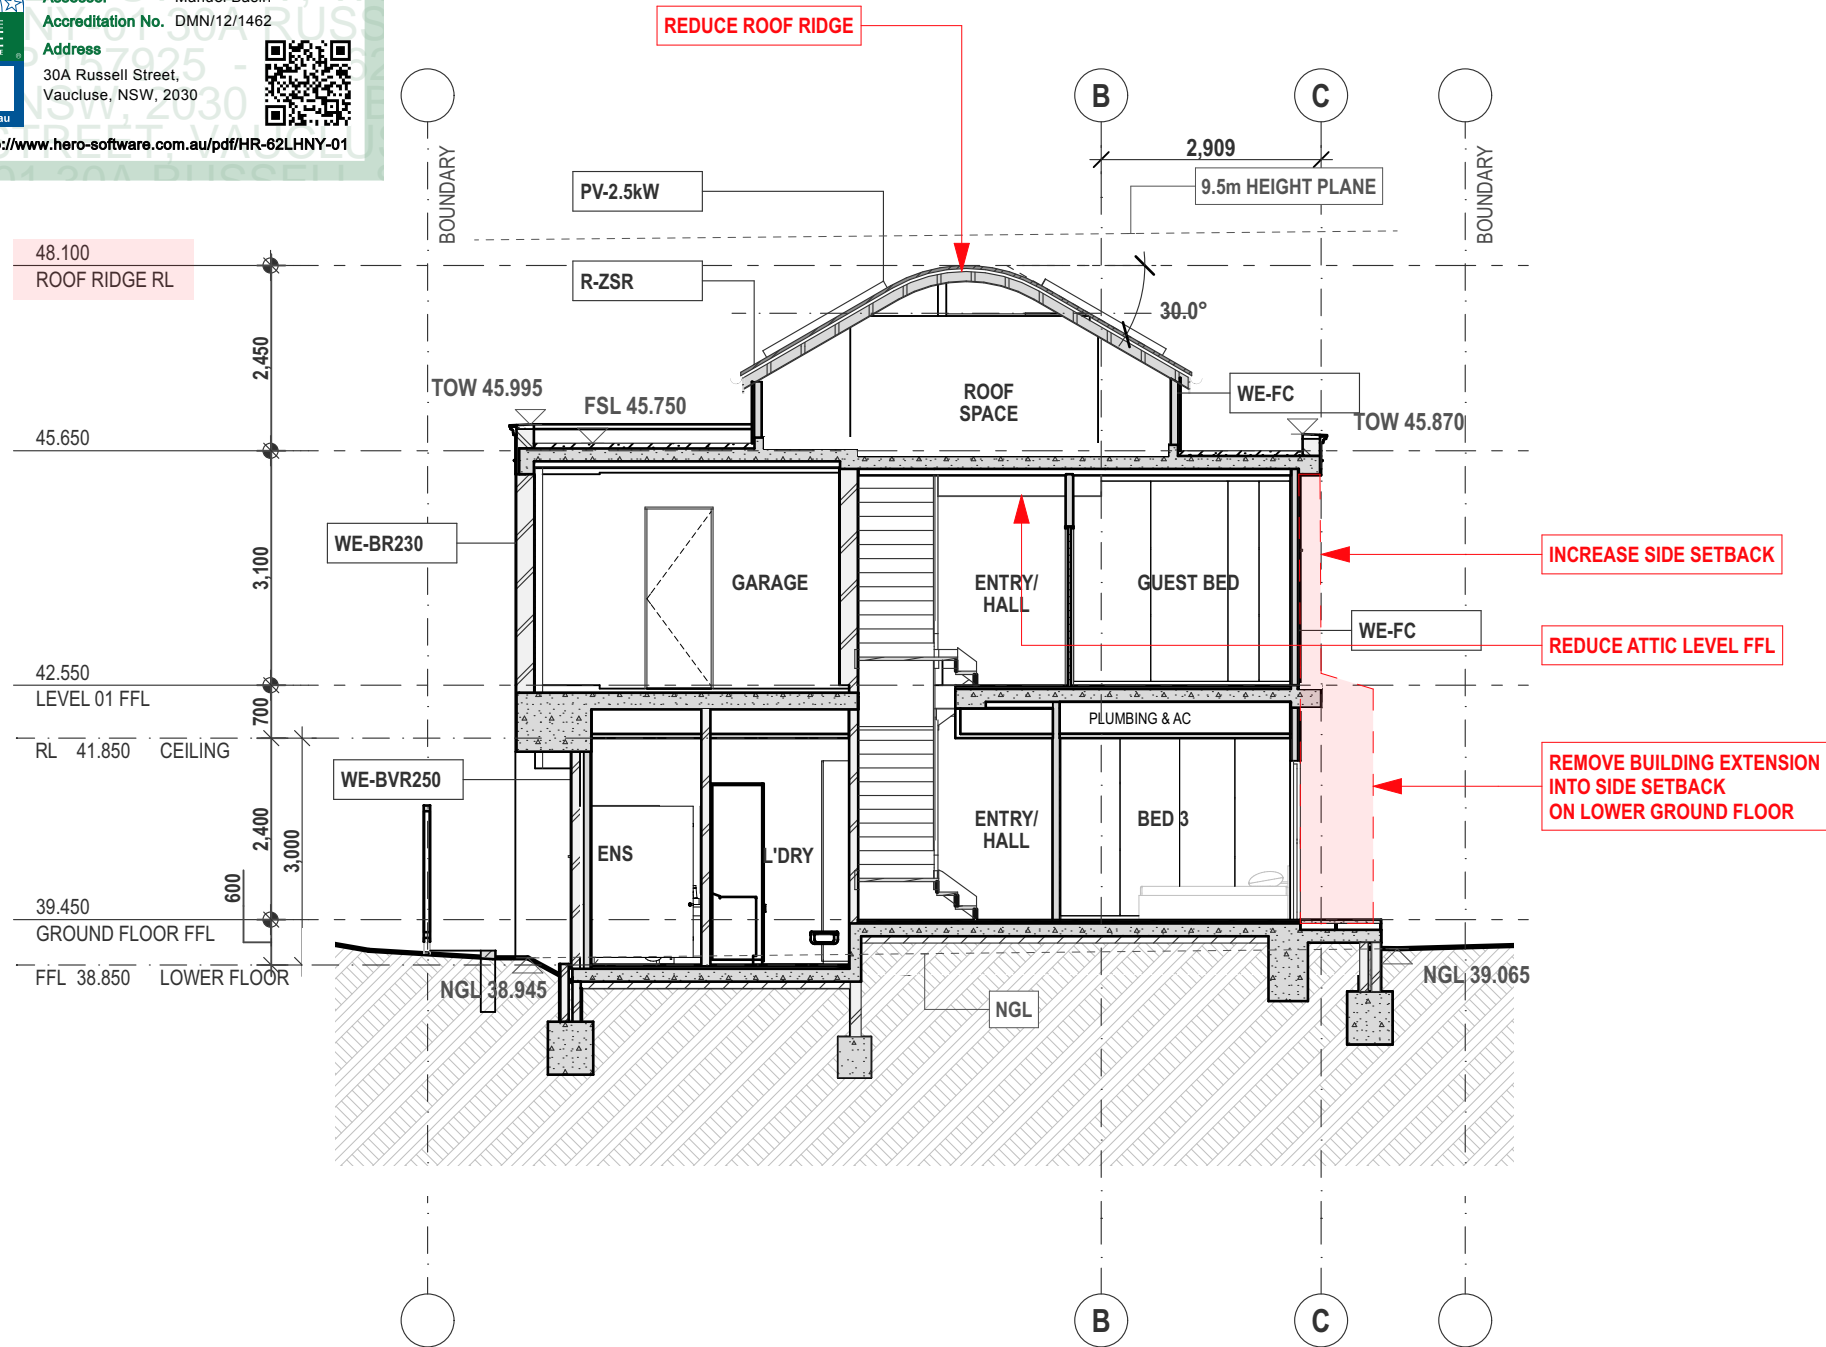 Accreditation No. DMN/12/1462
Address
30A Russell Street,
Vaucluse, NSW, 2030
://www.hero-software.com.au/pdf/HR-62LHNY-01
REDUCE ROOF RIDGE
B
C
2,909
9.5m HEIGHT PLANE
BOUNDARY
BOUNDARY
PV-2.5kW
48.100
ROOF RIDGE RL
R-ZSR
30.0°
2,450
TOW 45.995
FSL 45.750
ROOF
SPACE
WE-FC
TOW 45.870
45.650
WE-BR230
3,100
GARAGE
ENTRY/
HALL
GUEST BED
INCREASE SIDE SETBACK
WE-FC
REDUCE ATTIC LEVEL FFL
42.550
LEVEL 01 FFL
700
PLUMBING & AC
RL 41.850 CEILING
WE-BVR250
REMOVE BUILDING EXTENSION
INTO SIDE SETBACK
ON LOWER GROUND FLOOR
2,400
3,000
ENS
L'DRY
ENTRY/
HALL
BED 3
600
39.450
GROUND FLOOR FFL
FFL 38.850 LOWER FLOOR
NGL 38.945
NGL
NGL 39.065
B
C